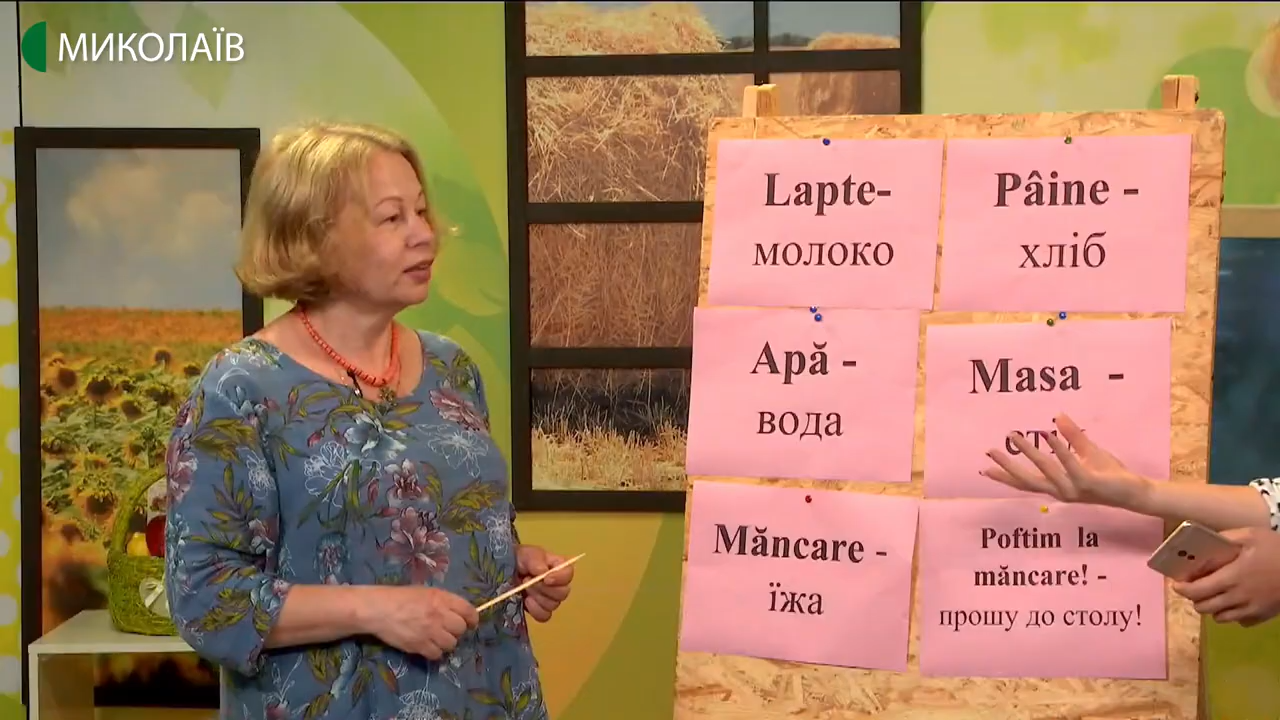 МИКОЛАЇВ
Lapte-
молоко
Pâine -
хліб
Apă -
вода
Masa -
Măncare -
їжа
Poftim la
măncare! -
прошу до столу!